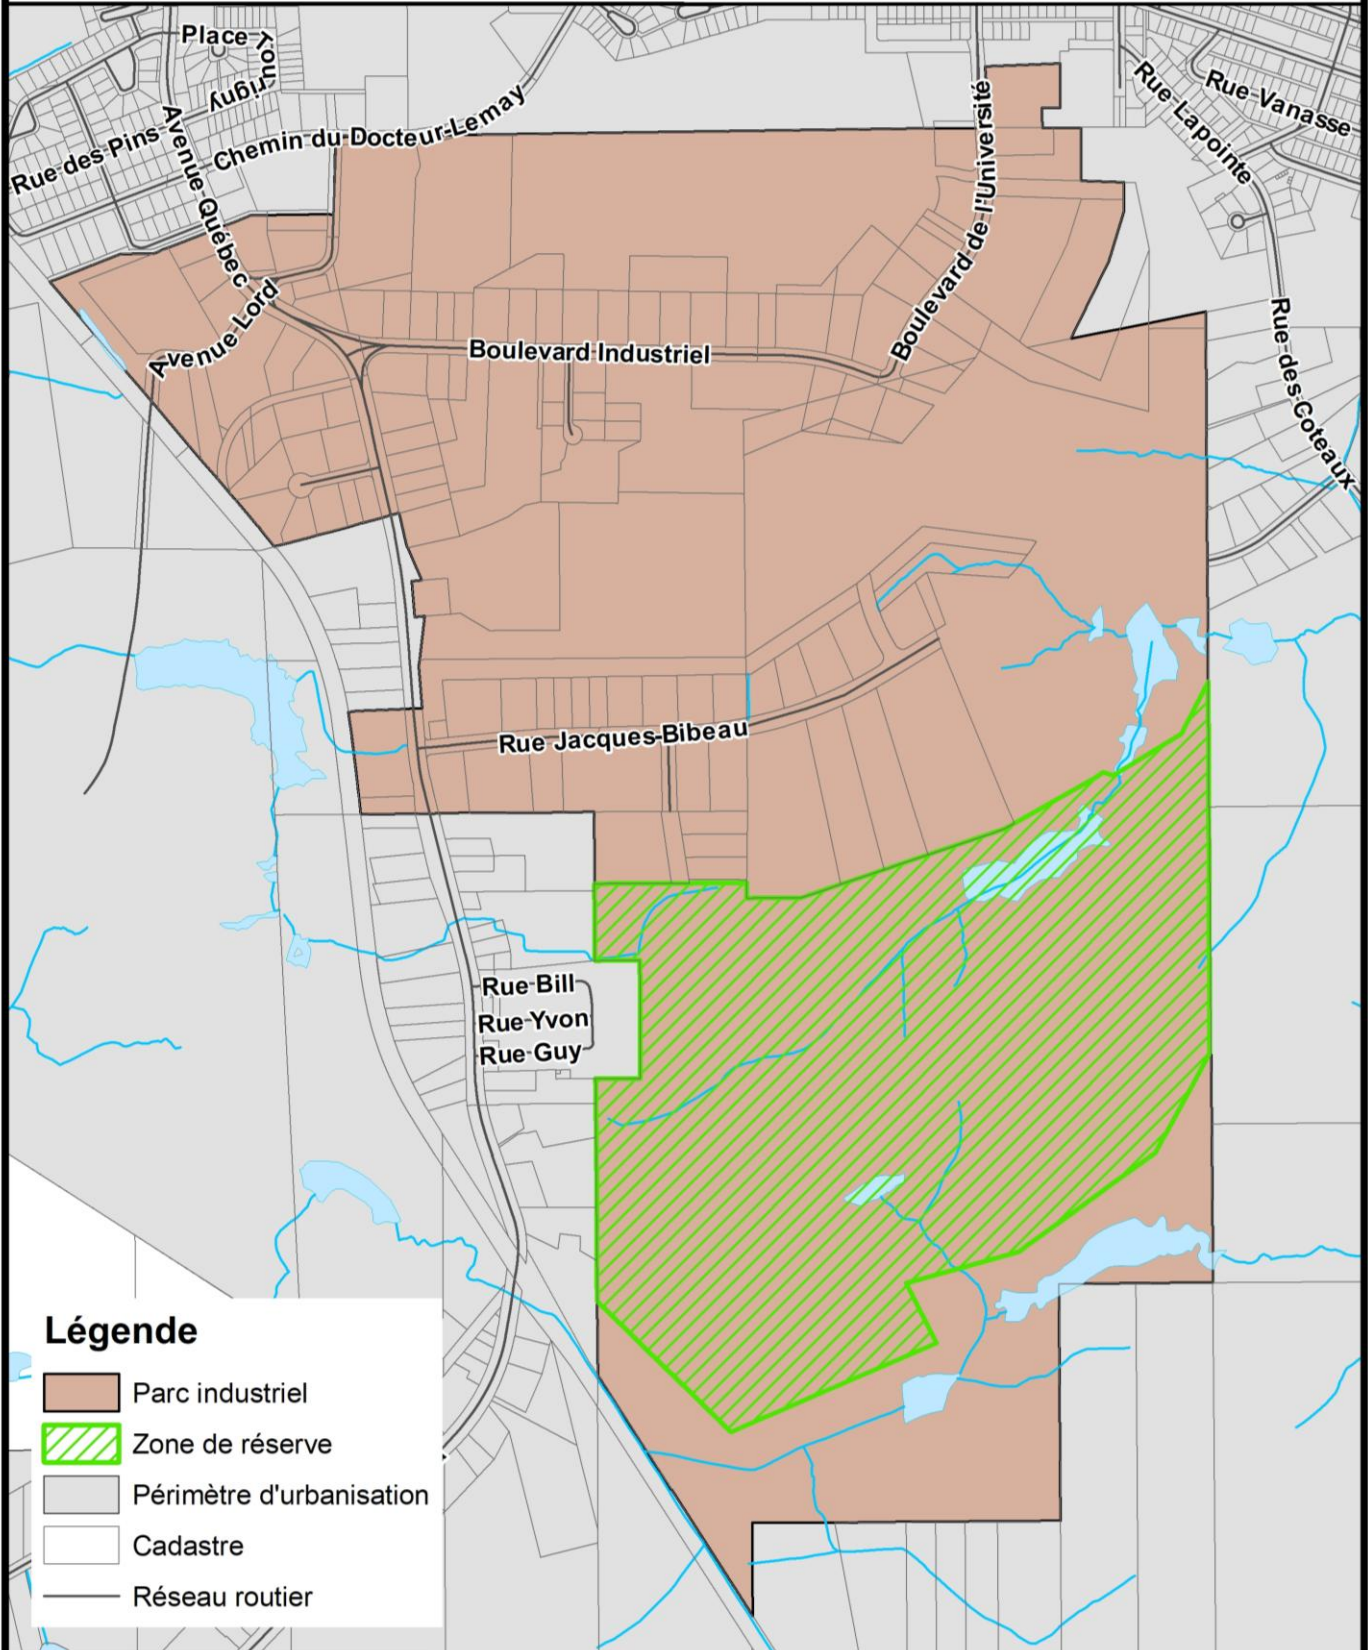 Place
Tourigny
Rue des Pins
Avenue Québec
Chemin du Docteur-Lemay
Boulevard de l'Université
Rue Lapointe
Rue Vanasse
Avenue Lord
Boulevard Industriel
Rue des Coteaux
Rue Jacques-Bibeau
Rue Bill
Rue Yvon
Rue Guy
Légende
Parc industriel
Zone de réserve
Périmètre d'urbanisation
Cadastre
Réseau routier